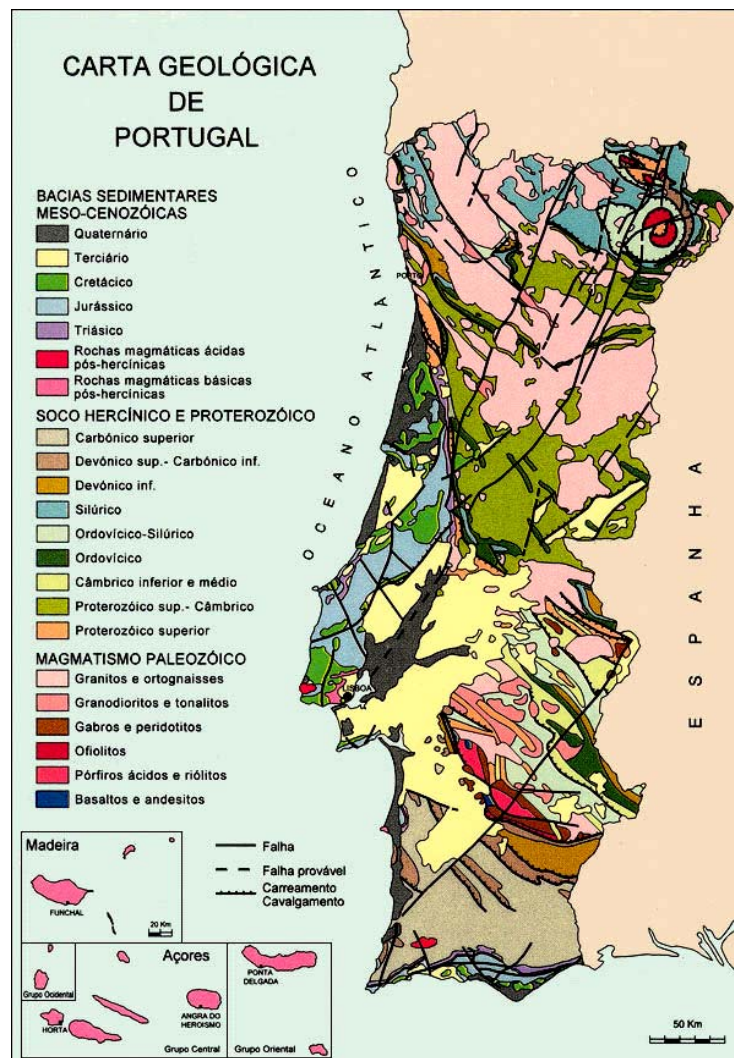 CARTA GEOLÓGICA
DE
PORTUGAL
BACIAS SEDIMENTARES
MESO-CENOZÓICAS
Quaternário
Terciário
Cretácico
Jurássico
Triásico
Rochas magmáticas ácidas
pós-hercínicas
Rochas magmáticas básicas
pós-hercínicas
SOCO HERCÍNICO E PROTEROZÓICO
Carbónico superior
Devónico sup.- Carbónico inf.
Devónico inf.
Silúrico
Ordovícico-Silúrico
Ordovícico
Câmbrico inferior e médio
Proterozóico sup.- Câmbrico
Proterozóico superior
MAGMATISMO PALEOZÓICO
Granitos e ortognaisses
Granodioritos e tonalitos
Gabros e peridotitos
Ofiolitos
Pórfiros ácidos e riólitos
Basaltos e andesitos
Falha
Falha provável
Carreamento
Cavalgamento
OCEANO ATLANTICO
PORTO
LISBOA
ESPANHA
Madeira
FUNCHAL
20 Km
Açores
Grupo Ocidental
HORTA
ANGRA DO
HEROISMO
Grupo Central
PONTA
DELGADA
Grupo Oriental
50 Km